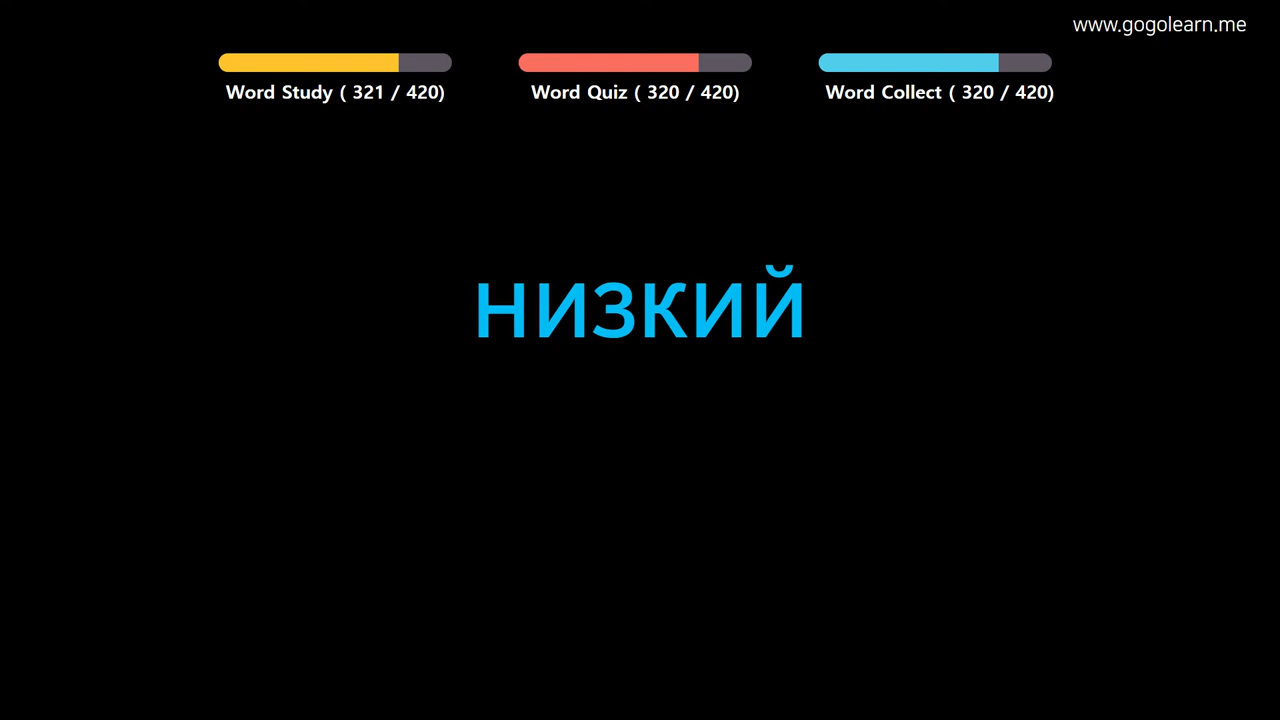 www.gogolearn.me
Word Study ( 321 / 420)
Word Quiz ( 320 / 420)
Word Collect ( 320 / 420)
низкий